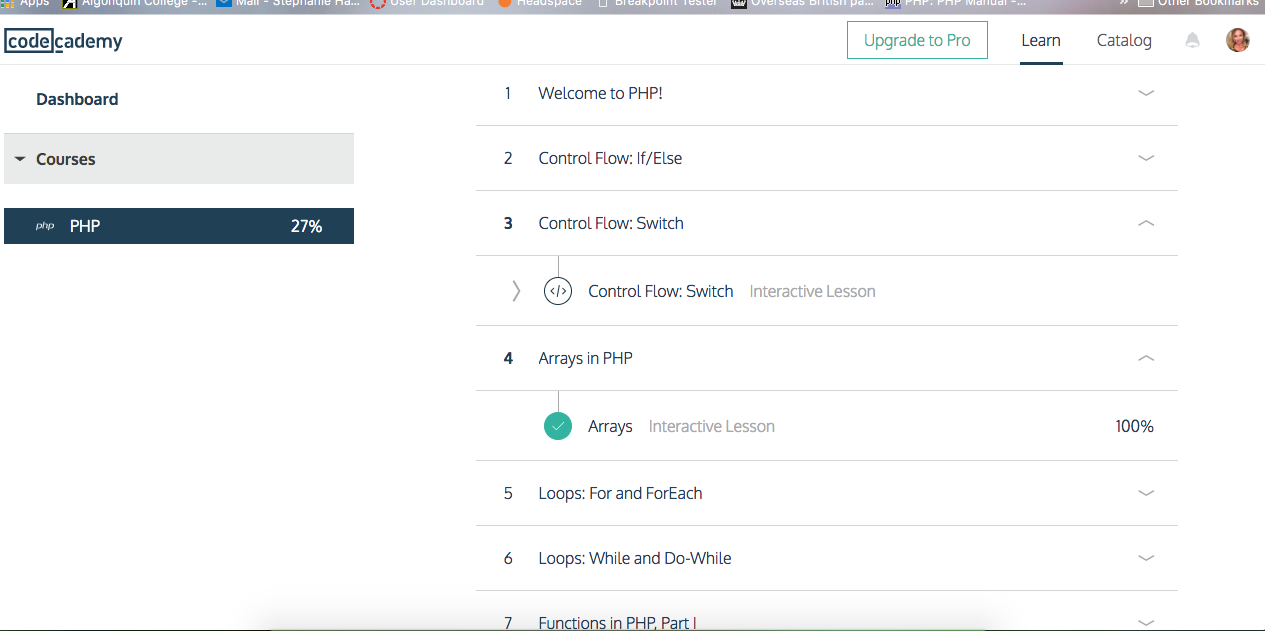 Apps Algonquin College -... Mail - Stephanie Ha... User Dashboard Headspace Breakpoint Tester Overseas British pa... php PHP: PHP Manual -... » Other Bookmarks
codecademy Upgrade to Pro Learn Catalog
Dashboard
Courses
php PHP 27%
1 Welcome to PHP!
2 Control Flow: If/Else
3 Control Flow: Switch
</> Control Flow: Switch Interactive Lesson
4 Arrays in PHP
Arrays Interactive Lesson 100%
5 Loops: For and ForEach
6 Loops: While and Do-While
7 Functions in PHP, Part I